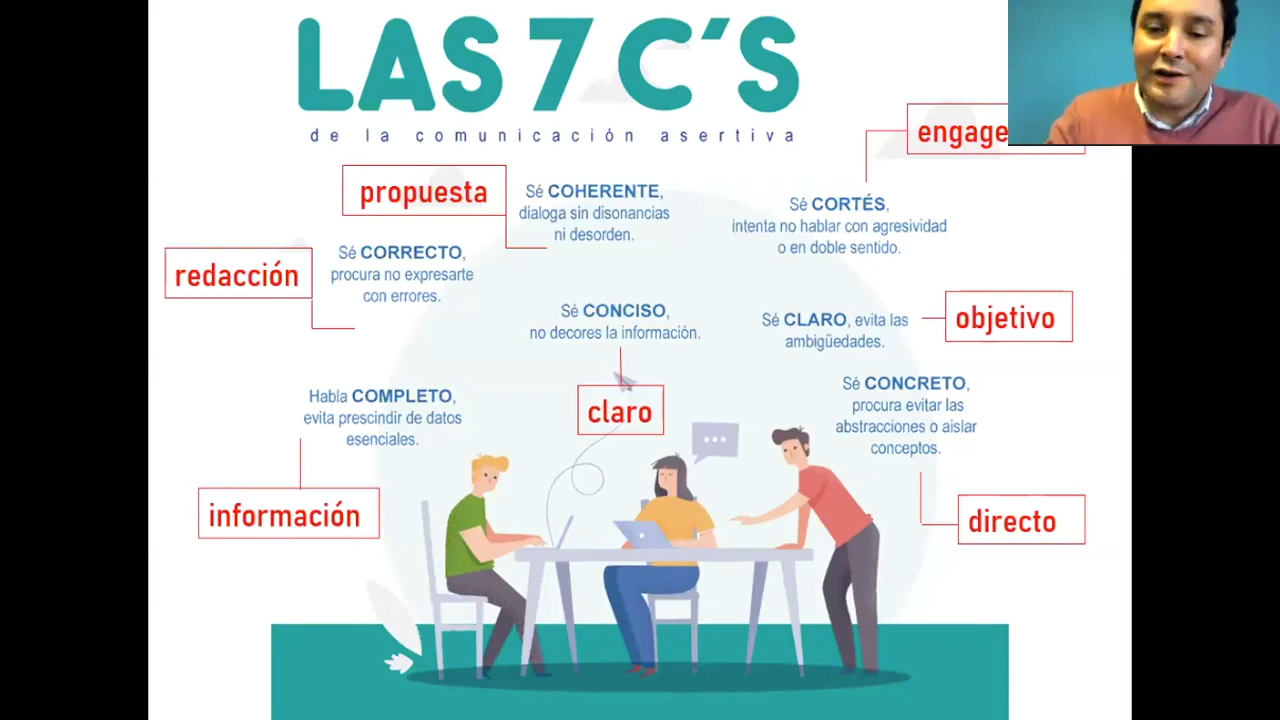 LAS 7 C'S
de la comunicación asertiva
propuesta
Sé COHERENTE,
dialoga sin disonancias
ni desorden.
engage
Sé CORTÉS,
intenta no hablar con agresividad
o en doble sentido.
redacción
Sé CORRECTO,
procura no expresarte
con errores.
Sé CONCISO,
no decores la información.
claro
Sé CLARO, evita las
ambigüedades.
objetivo
Habla COMPLETO,
evita prescindir de datos
esenciales.
información
Sé CONCRETO,
procura evitar las
abstracciones o aislar
conceptos.
directo